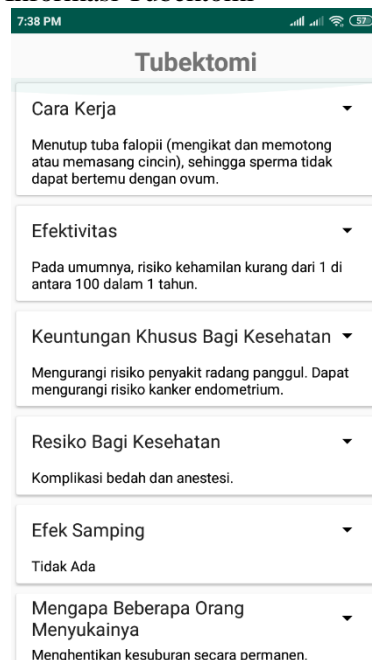 Informasi Tubektomi
7:38 PM
57
Tubektomi
Cara Kerja
Menutup tuba falopii (mengikat dan memotong
atau memasang cincin), sehingga sperma tidak
dapat bertemu dengan ovum.
Efektivitas
Pada umumnya, risiko kehamilan kurang dari 1 di
antara 100 dalam 1 tahun.
Keuntungan Khusus Bagi Kesehatan
Mengurangi risiko penyakit radang panggul. Dapat
mengurangi risiko kanker endometrium.
Resiko Bagi Kesehatan
Komplikasi bedah dan anestesi.
Efek Samping
Tidak Ada
Mengapa Beberapa Orang
Menyukainya
Menghentikan kesuburan secara permanen.